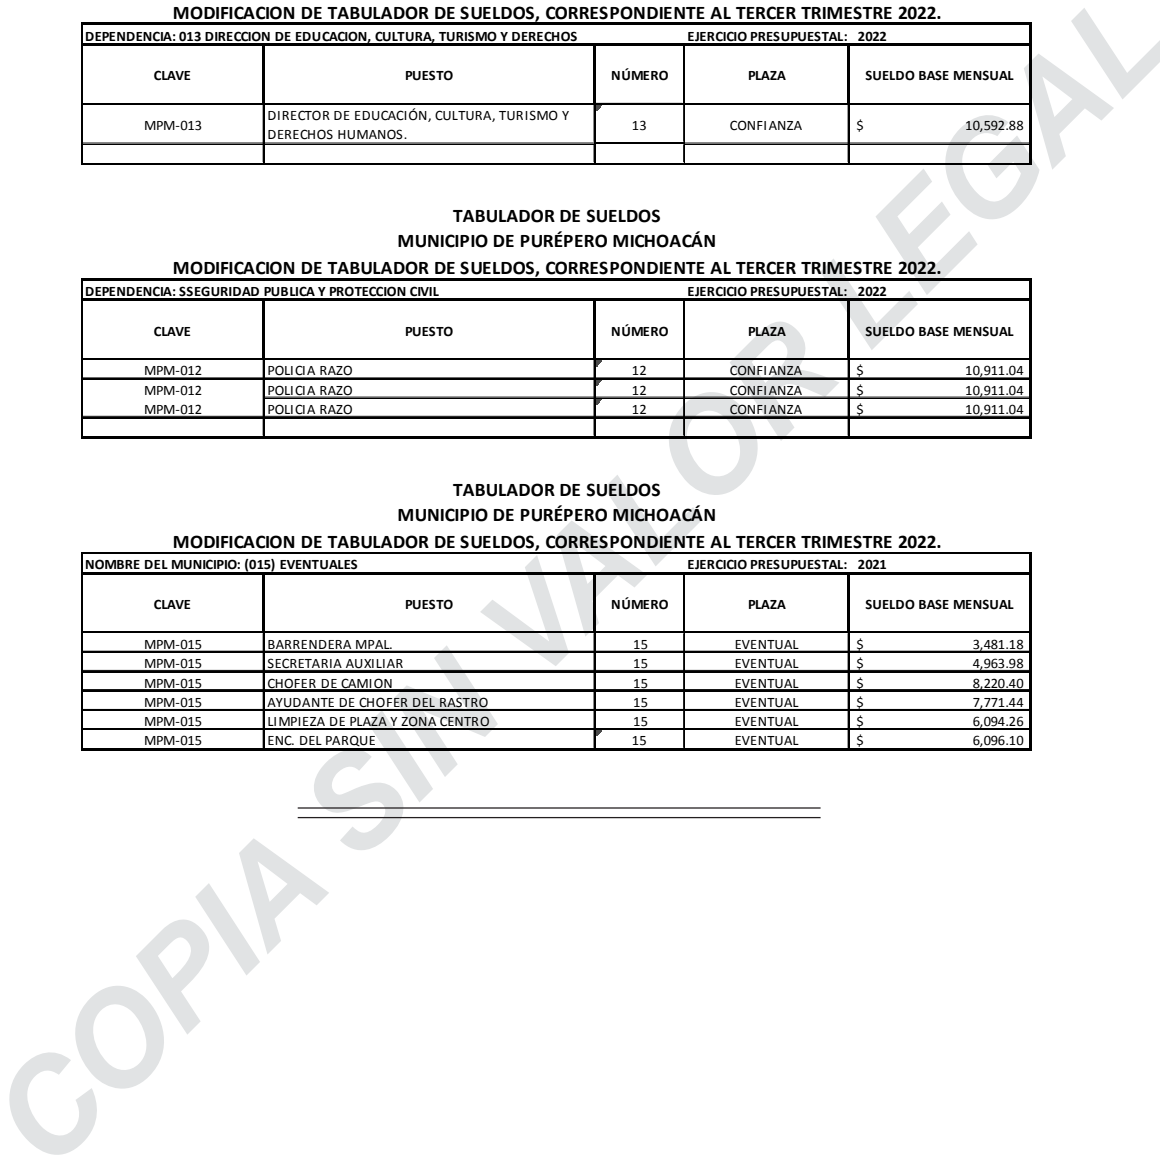 MODIFICACION DE TABULADOR DE SUELDOS, CORRESPONDIENTE AL TERCER TRIMESTRE 2022.
DEPENDENCIA: 013 DIRECCION DE EDUCACION, CULTURA, TURISMO Y DERECHOS EJERCICIO PRESUPUESTAL: 2022
CLAVE PUESTO NÚMERO PLAZA SUELDO BASE MENSUAL
MPM-013 DIRECTOR DE EDUCACIÓN, CULTURA, TURISMO Y DERECHOS HUMANOS. 13 CONFIANZA $ 10,592.88
TABULADOR DE SUELDOS
MUNICIPIO DE PURÉPERO MICHOACÁN
MODIFICACION DE TABULADOR DE SUELDOS, CORRESPONDIENTE AL TERCER TRIMESTRE 2022.
DEPENDENCIA: SSEGURIDAD PUBLICA Y PROTECCION CIVIL EJERCICIO PRESUPUESTAL: 2022
CLAVE PUESTO NÚMERO PLAZA SUELDO BASE MENSUAL
MPM-012 POLICIA RAZO 12 CONFIANZA $ 10,911.04
MPM-012 POLICIA RAZO 12 CONFIANZA $ 10,911.04
MPM-012 POLICIA RAZO 12 CONFIANZA $ 10,911.04
TABULADOR DE SUELDOS
MUNICIPIO DE PURÉPERO MICHOACÁN
MODIFICACION DE TABULADOR DE SUELDOS, CORRESPONDIENTE AL TERCER TRIMESTRE 2022.
NOMBRE DEL MUNICIPIO: (015) EVENTUALES EJERCICIO PRESUPUESTAL: 2021
CLAVE PUESTO NÚMERO PLAZA SUELDO BASE MENSUAL
MPM-015 BARRENDERA MPAL. 15 EVENTUAL $ 3,481.18
MPM-015 SECRETARIA AUXILIAR 15 EVENTUAL $ 4,963.98
MPM-015 CHOFER DE CAMION 15 EVENTUAL $ 8,220.40
MPM-015 AYUDANTE DE CHOFER DEL RASTRO 15 EVENTUAL $ 7,771.44
MPM-015 LIMPIEZA DE PLAZA Y ZONA CENTRO 15 EVENTUAL $ 6,094.26
MPM-015 ENC. DEL PARQUE 15 EVENTUAL $ 6,096.10
COPIA SIN VALOR LEGAL